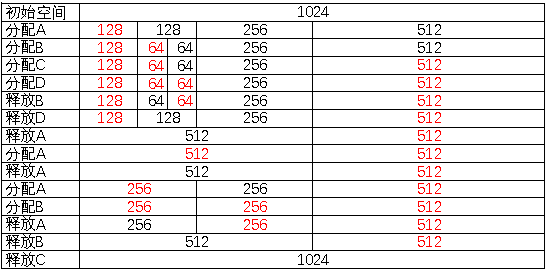 初始空间 1024
分配A 128 128 256 512
分配B 128 64 64 256 512
分配C 128 64 64 256 512
分配D 128 64 64 256 512
释放B 128 64 64 256 512
释放D 128 128 256 512
释放A 512 512
分配A 512 512
释放A 512 512
分配A 256 256 512
分配B 256 256 512
释放A 256 256 512
释放B 512 512
释放C 1024